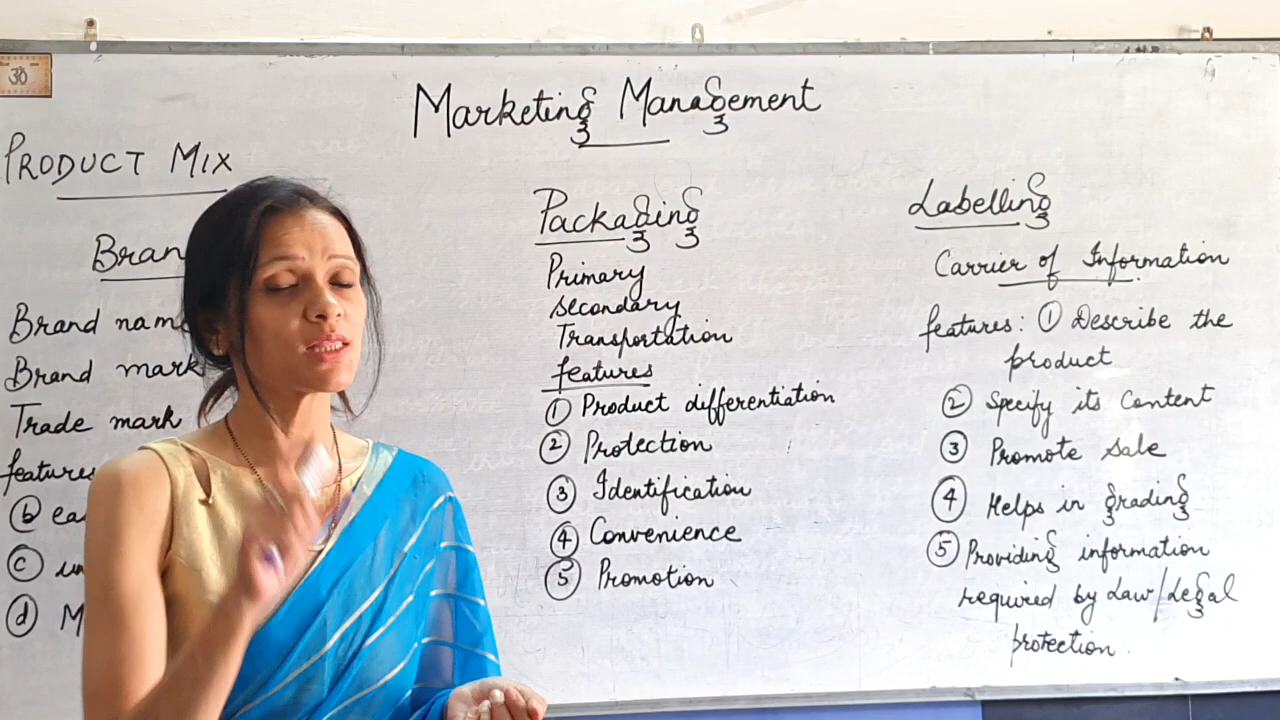 ॐ
Marketing Management
PRODUCT MIX
Brand name
Brand mark
Trade mark
features
(b)
(c)
(d)
Packaging
Primary
secondary
Transportation
features
① Product differentiation
② Protection
③ Identification
④ Convenience
⑤ Promotion
Labelling
Carrier of Information
features: ① Describe the
product
② Specify its Content
③ Promote sale
④ Helps in grading
⑤ Providing information
required by Law/Legal
protection.